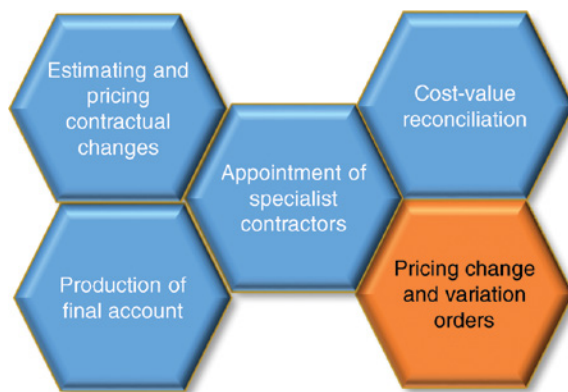 Estimating and
pricing
contractual
changes
Cost-value
reconciliation
Appointment of
specialist
contractors
Production of
final account
Pricing change
and variation
orders